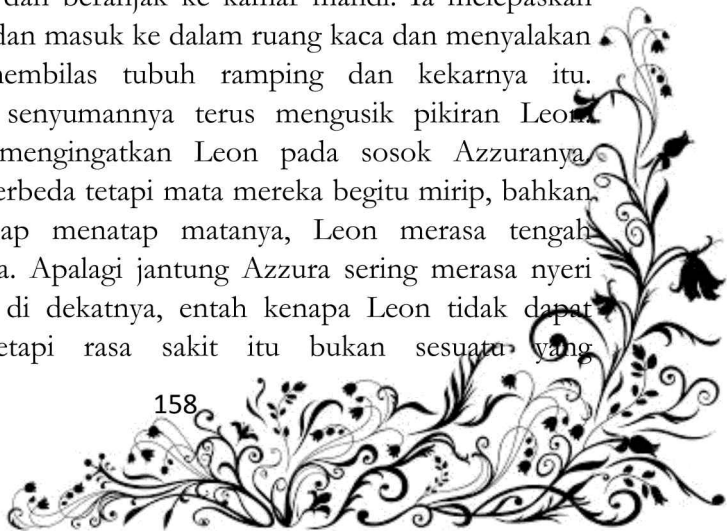 dan beranjak ke kamar mandi. Ia melepaskan
dan masuk ke dalam ruang kaca dan menyalakan
membilas tubuh ramping dan kekarnya itu.
senyumannya terus mengusik pikiran Leon.
mengingatkan Leon pada sosok Azzuranya.
berbeda tetapi mata mereka begitu mirip, bahkan
menatap matanya, Leon merasa tengah
Apalagi jantung Azzura sering merasa nyeri
di dekatnya, entah kenapa Leon tidak dapat
tetapi rasa sakit itu bukan sesuatu yang
158